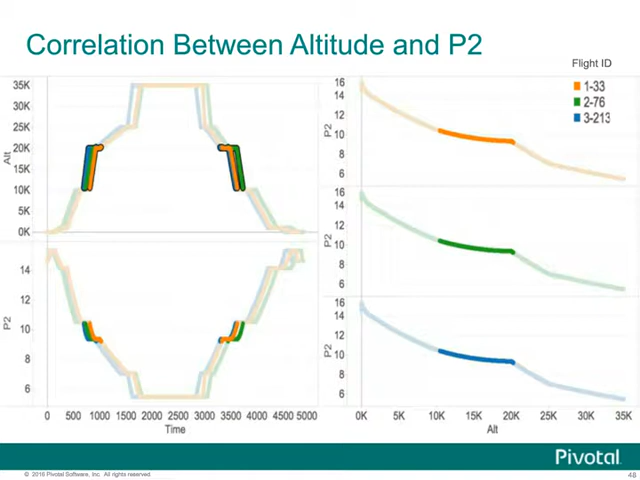 Correlation Between Altitude and P2
Flight ID
1-33
2-76
3-213
Alt
35K
30K
25K
20K
15K
10K
5K
0K
P2
14
12
10
8
6
0 500 1000 1500 2000 2500 3000 3500 4000 4500 5000
Time
P2
16
14
12
10
8
6
P2
16
14
12
10
8
6
P2
16
14
12
10
8
6
0K 5K 10K 15K 20K 25K 30K 35K
Alt
Pivotal
© 2016 Pivotal Software, Inc. All rights reserved
48